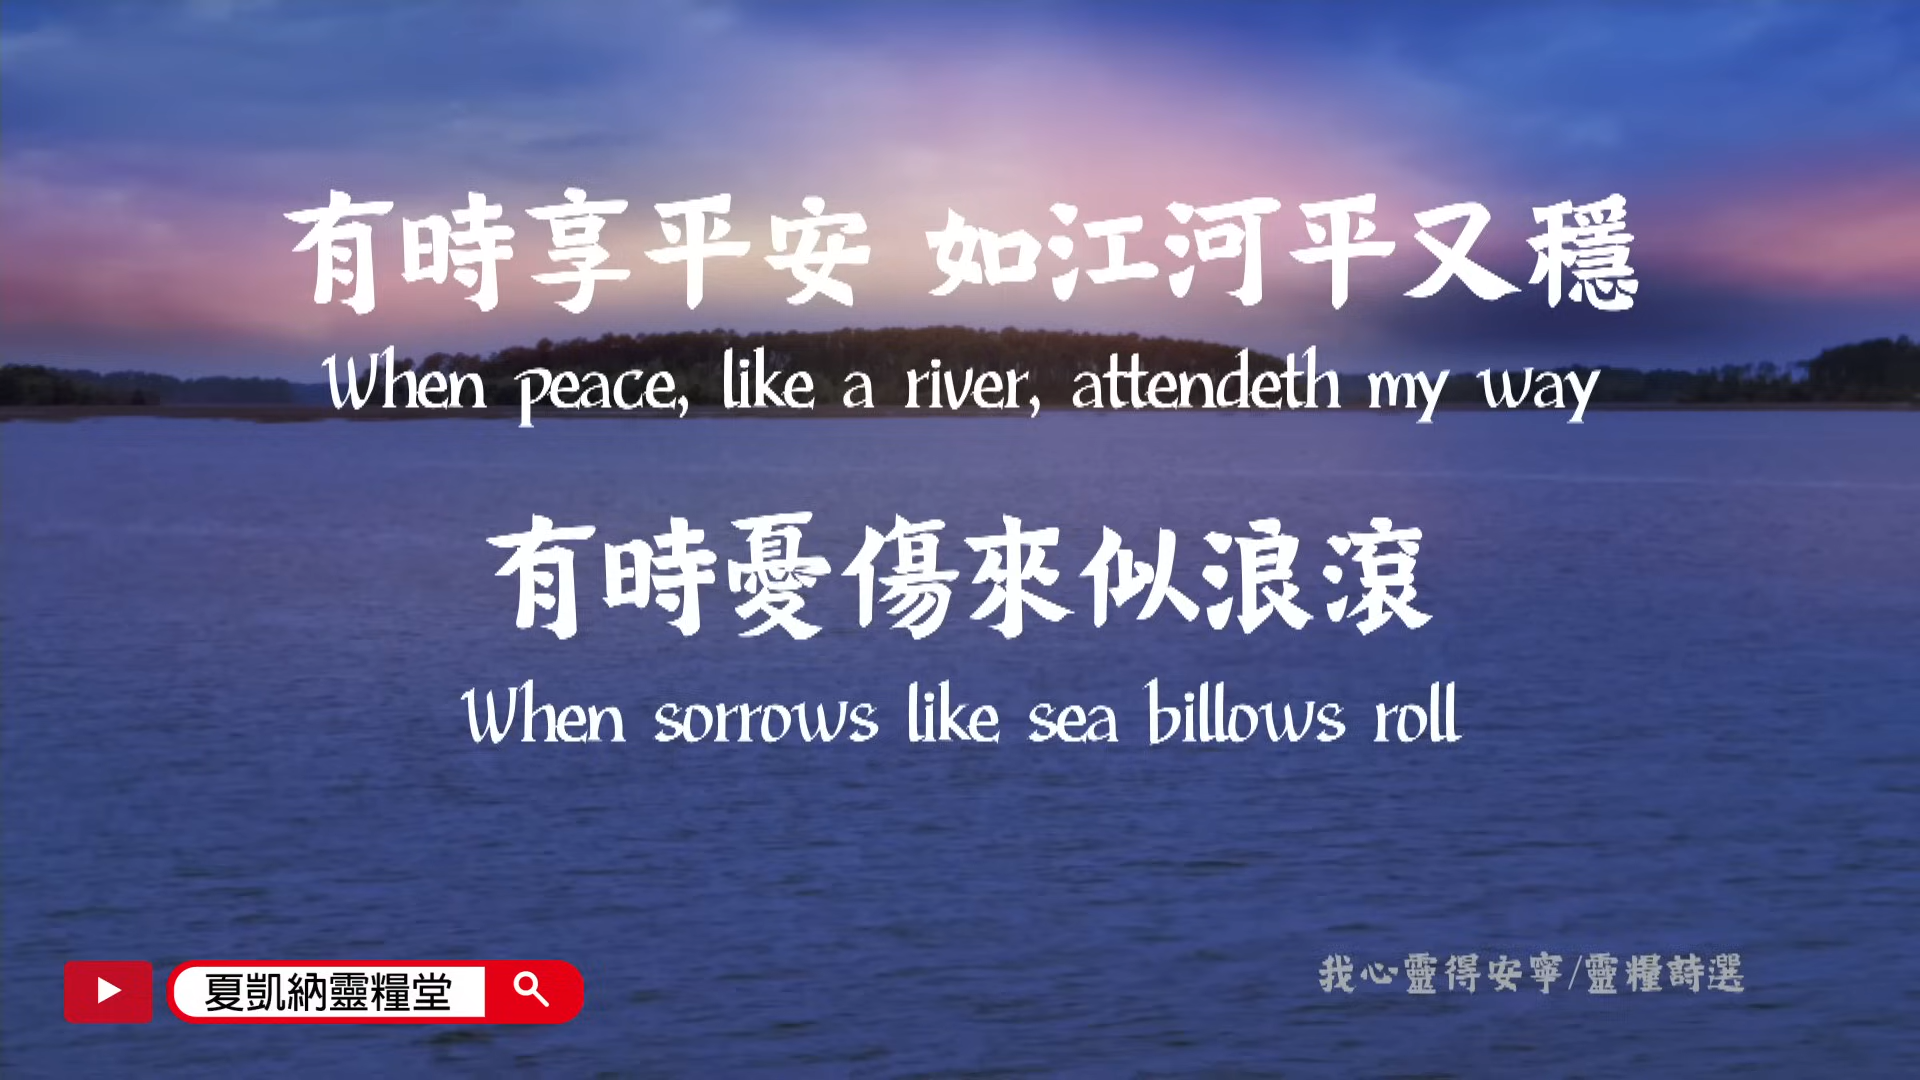 有時享平安 如江河平又穩
When peace, like a river, attendeth my way
有時憂傷來似浪滾
When sorrows like sea billows roll
夏凱納靈糧堂
我心靈得安寧/靈糧詩選